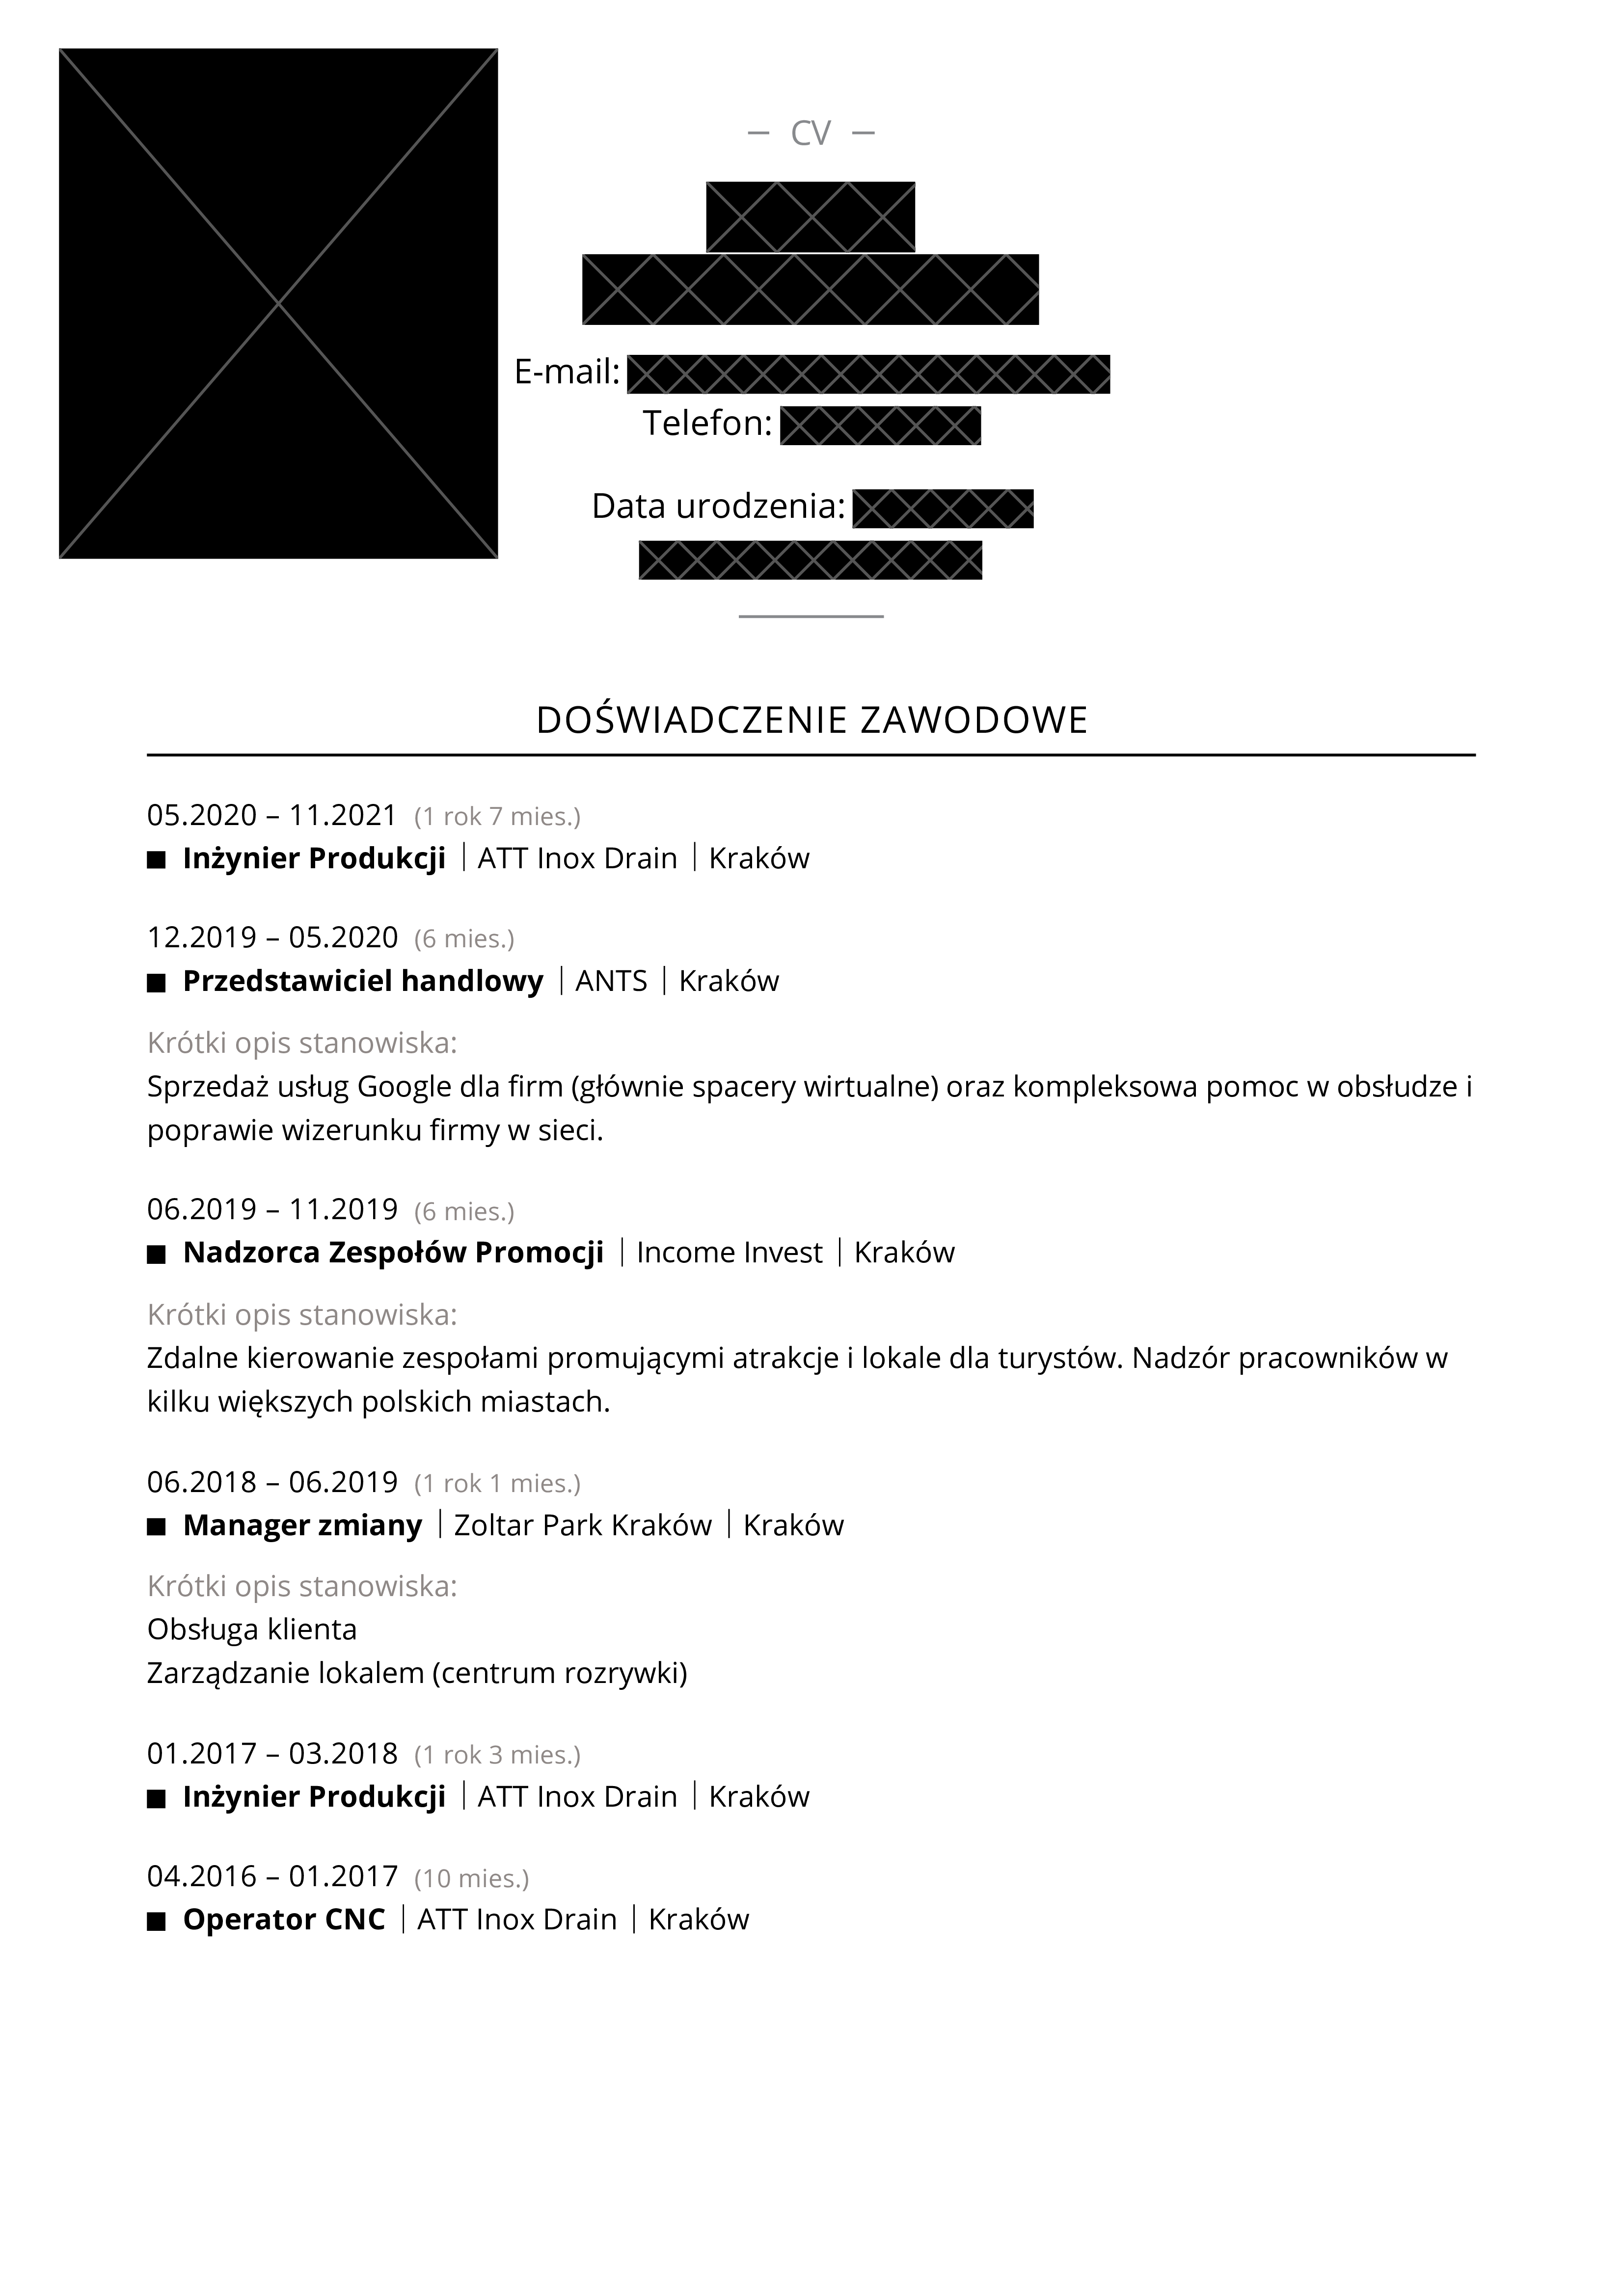 — CV —
E-mail:
Telefon:
Data urodzenia:
DOŚWIADCZENIE ZAWODOWE
05.2020 – 11.2021 (1 rok 7 mies.)
■ Inżynier Produkcji | ATT Inox Drain | Kraków
12.2019 – 05.2020 (6 mies.)
■ Przedstawiciel handlowy | ANTS | Kraków
Krótki opis stanowiska:
Sprzedaż usług Google dla firm (głównie spacery wirtualne) oraz kompleksowa pomoc w obsłudze i
poprawie wizerunku firmy w sieci.
06.2019 – 11.2019 (6 mies.)
■ Nadzorca Zespołów Promocji | Income Invest | Kraków
Krótki opis stanowiska:
Zdalne kierowanie zespołami promującymi atrakcje i lokale dla turystów. Nadzór pracowników w
kilku większych polskich miastach.
06.2018 – 06.2019 (1 rok 1 mies.)
■ Manager zmiany | Zoltar Park Kraków | Kraków
Krótki opis stanowiska:
Obsługa klienta
Zarządzanie lokalem (centrum rozrywki)
01.2017 – 03.2018 (1 rok 3 mies.)
■ Inżynier Produkcji | ATT Inox Drain | Kraków
04.2016 – 01.2017 (10 mies.)
■ Operator CNC | ATT Inox Drain | Kraków